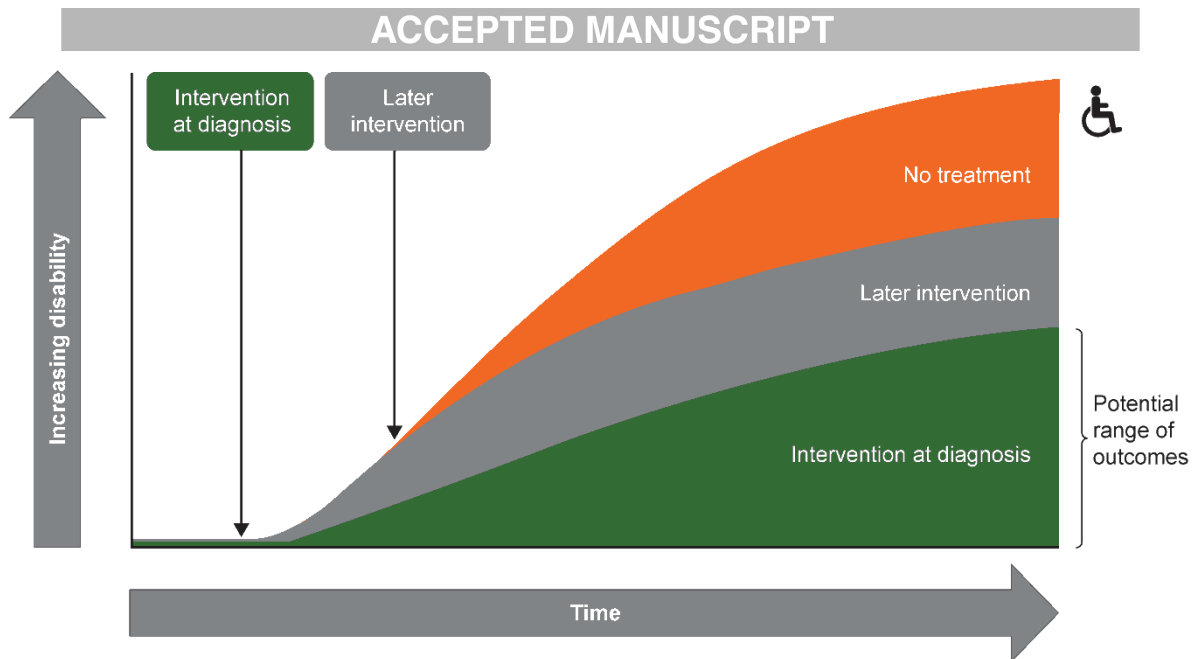 ACCEPTED MANUSCRIPT
Intervention
at diagnosis
Later
intervention
Increasing disability
No treatment
Later intervention
Intervention at diagnosis
Potential
range of
outcomes
Time